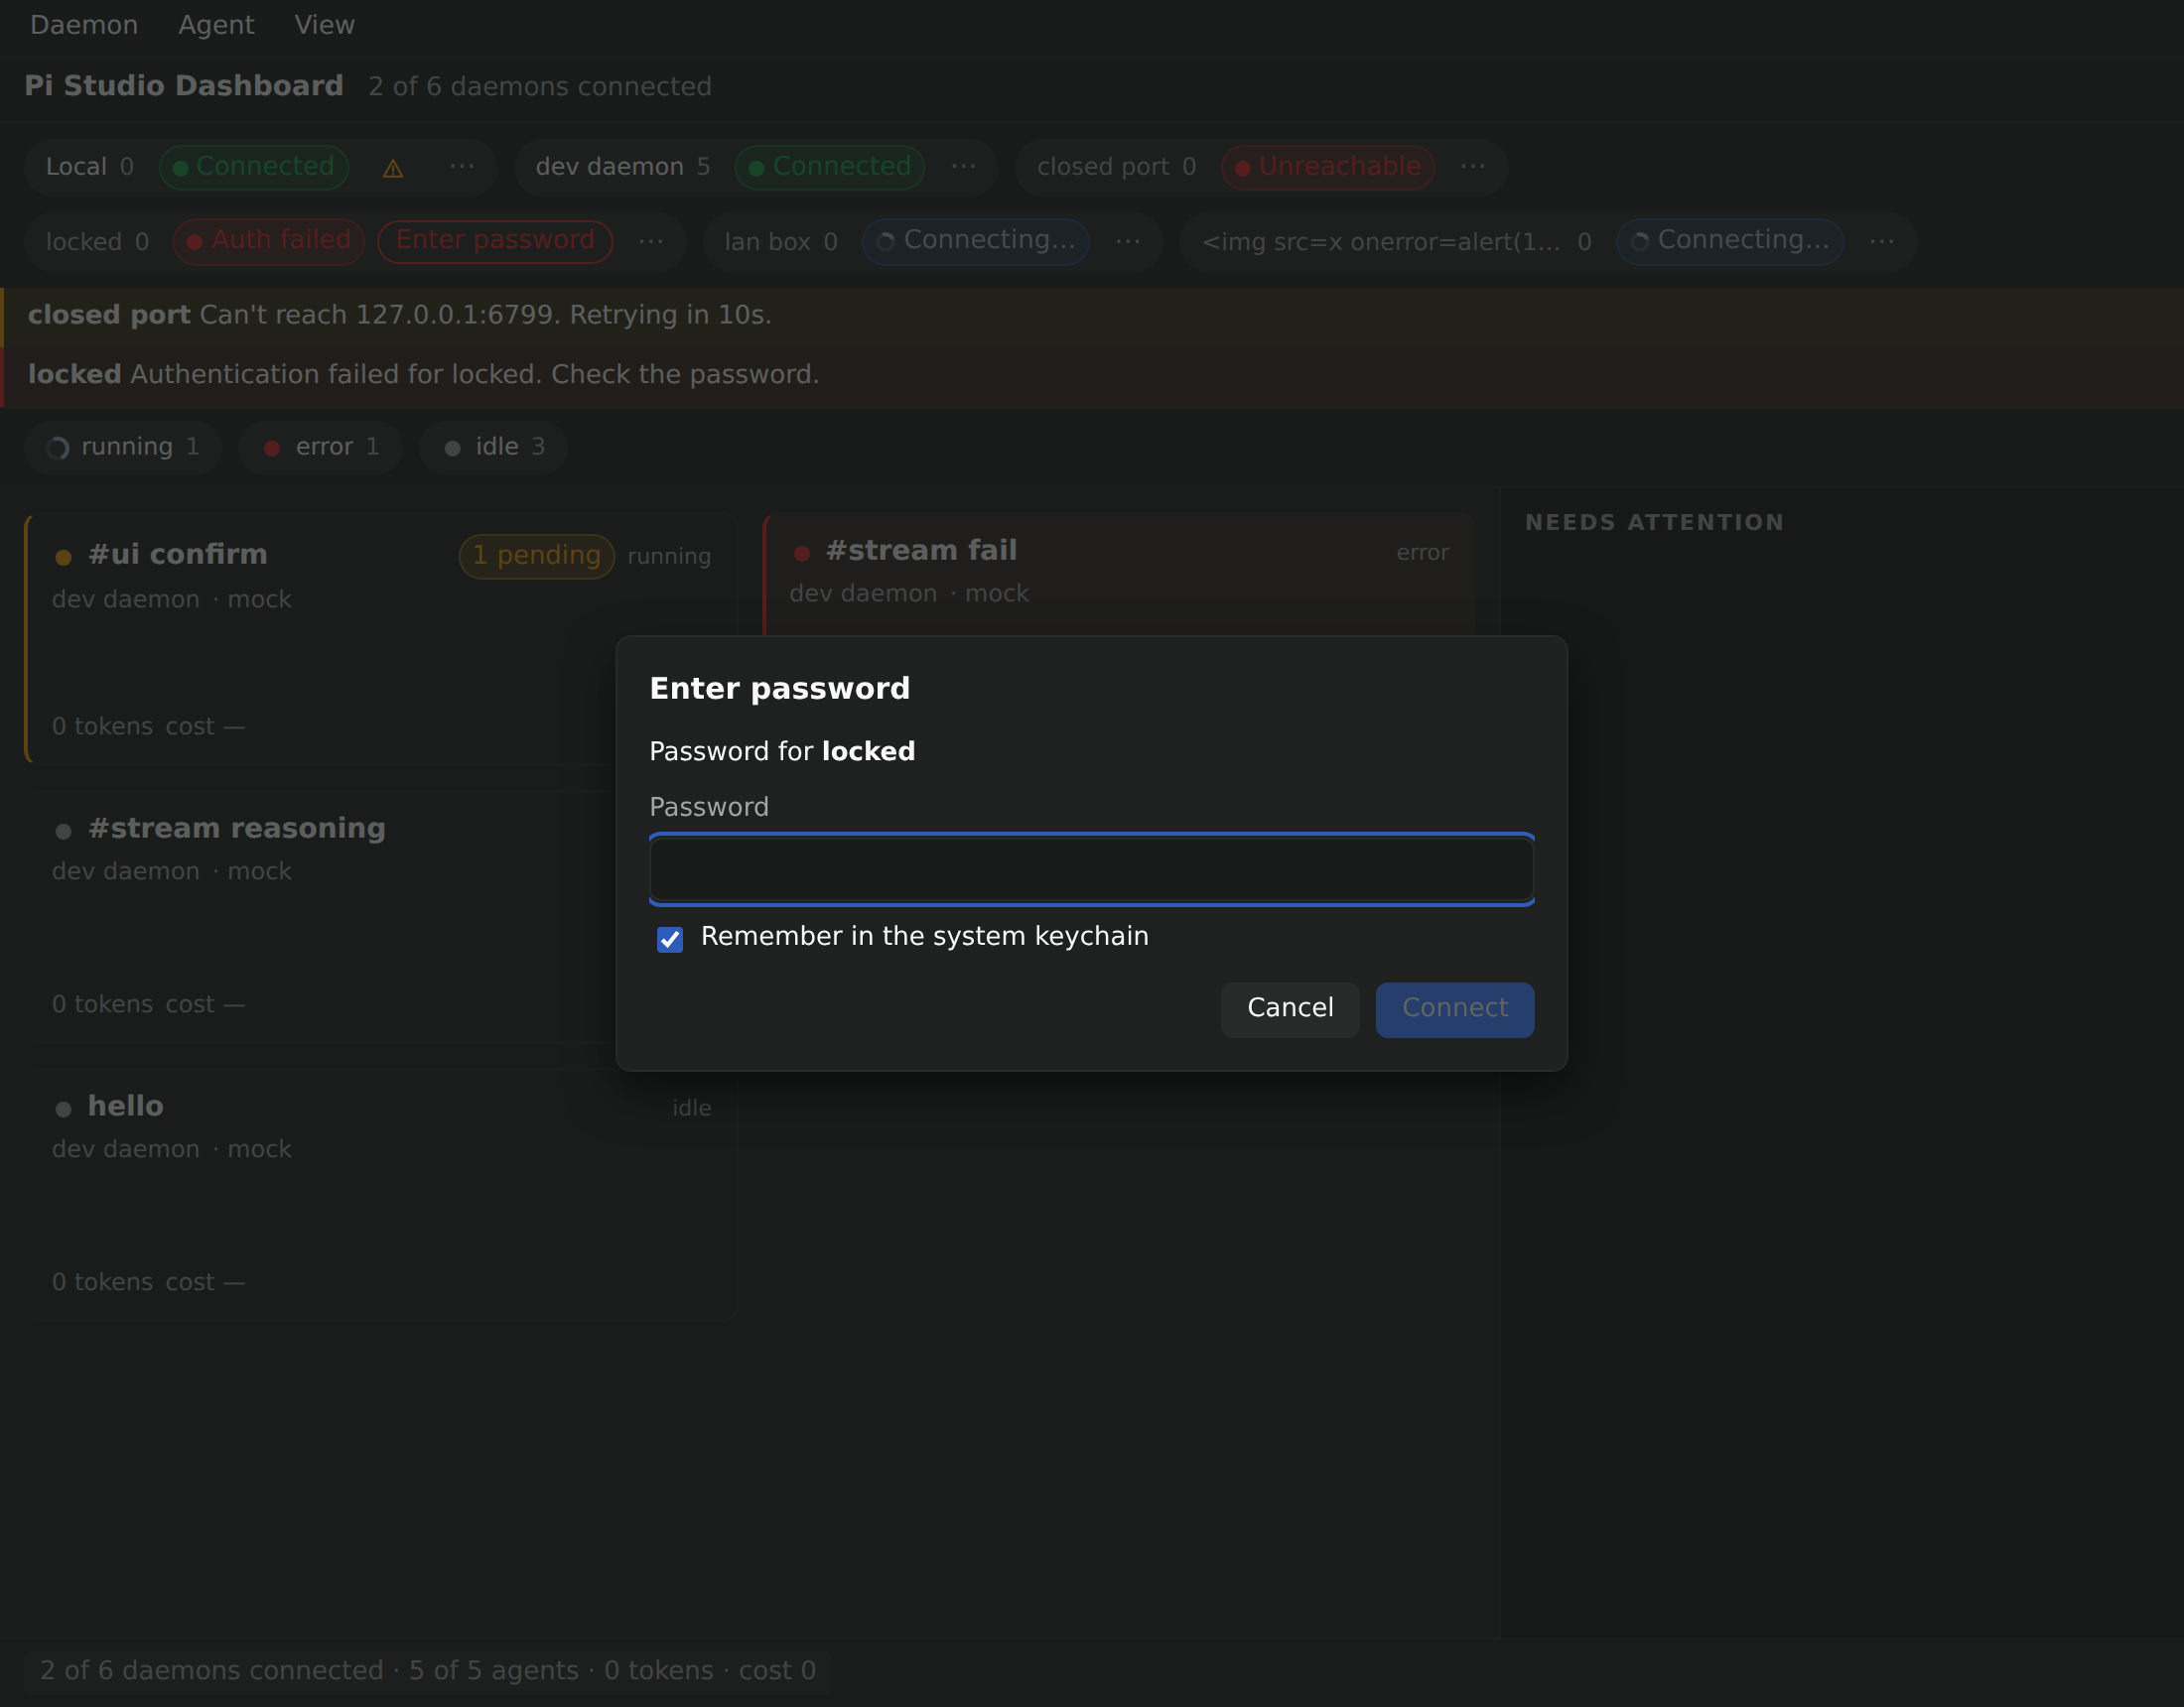 Daemon Agent View
Pi Studio Dashboard 2 of 6 daemons connected
Local 0 Connected ⚠ ··· dev daemon 5 Connected ··· closed port 0 Unreachable ···
locked 0 Auth failed Enter password ··· lan box 0 Connecting… ··· <img src=x onerror=alert(1… 0 Connecting… ···
closed port Can't reach 127.0.0.1:6799. Retrying in 10s.
locked Authentication failed for locked. Check the password.
running 1 error 1 idle 3
#ui confirm 1 pending running
dev daemon · mock
0 tokens cost —
#stream fail error
dev daemon · mock
NEEDS ATTENTION
#stream reasoning
dev daemon · mock
0 tokens cost —
hello idle
dev daemon · mock
0 tokens cost —
Enter password
Password for locked
Password
Remember in the system keychain
Cancel Connect
2 of 6 daemons connected · 5 of 5 agents · 0 tokens · cost 0